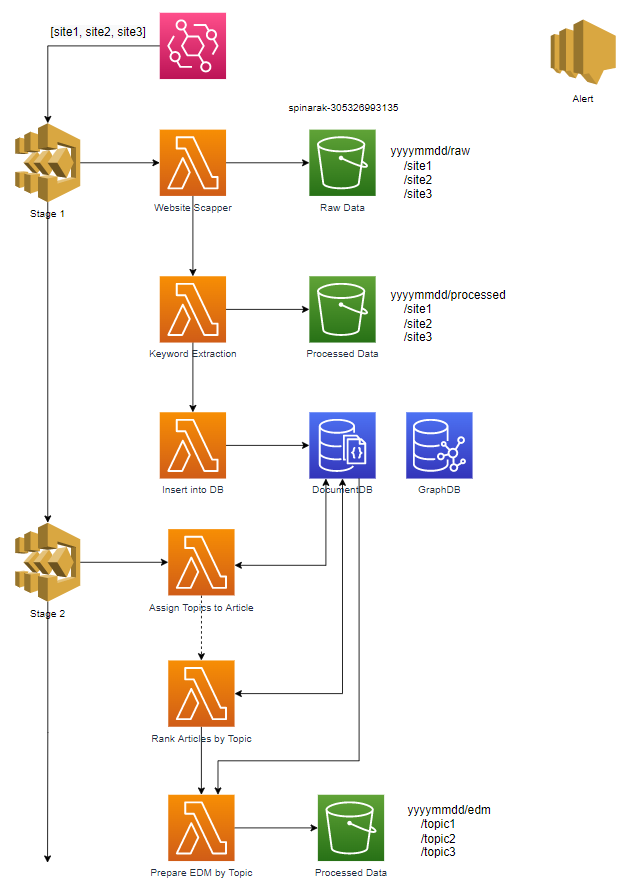 [site1, site2, site3]
Alert
spinarak-305326993135
yyyymmdd/raw
/site1
/site2
/site3
Stage 1
Website Scapper
Raw Data
yyyymmdd/processed
/site1
/site2
/site3
Keyword Extraction
Processed Data
Insert into DB
DocumentDB
GraphDB
Stage 2
Assign Topics to Article
Rank Articles by Topic
yyyymmdd/edm
/topic1
/topic2
/topic3
Prepare EDM by Topic
Processed Data